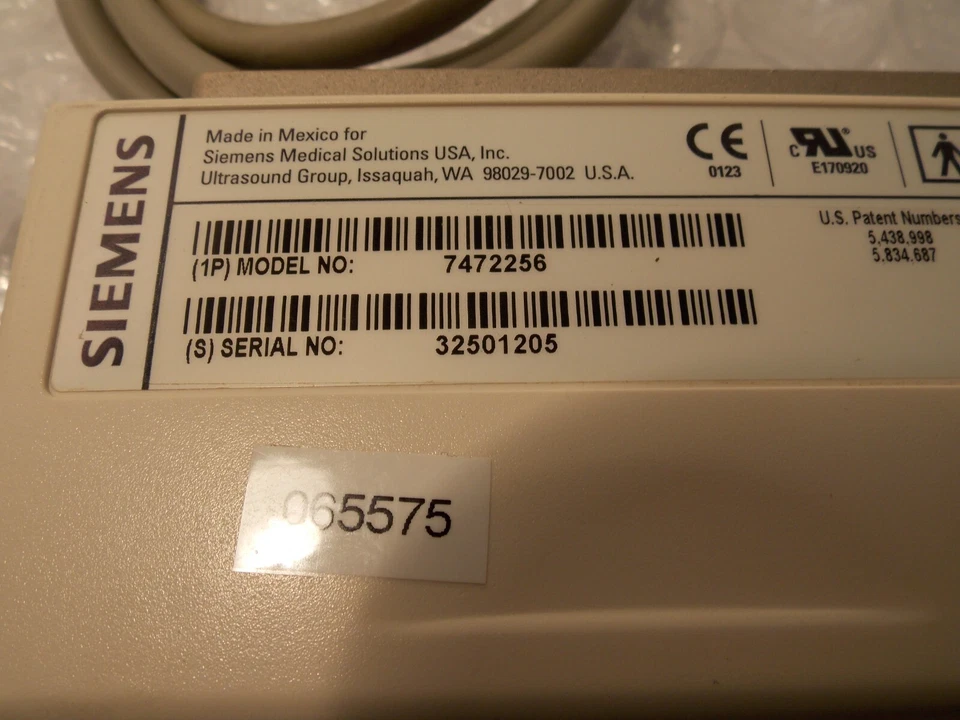 SIEMENS
Made in Mexico for
Siemens Medical Solutions USA, Inc.
Ultrasound Group, Issaquah, WA 98029-7002 U.S.A.
CE
0123
C RU US
E170920
(1P) MODEL NO: 7472256
(S) SERIAL NO: 32501205
U.S. Patent Numbers
5,438,998
5,834,687
065575